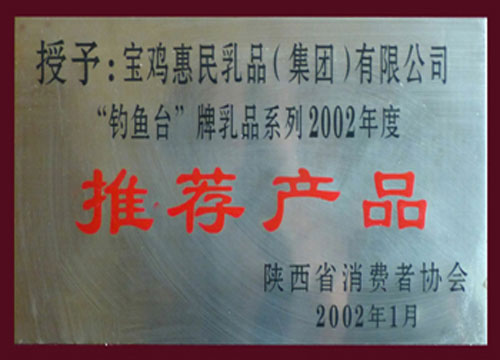 授予:宝鸡惠民乳品(集团)有限公司
“钓鱼台”牌乳品系列2002年度
推荐产品
陕西省消费者协会
2002年1月